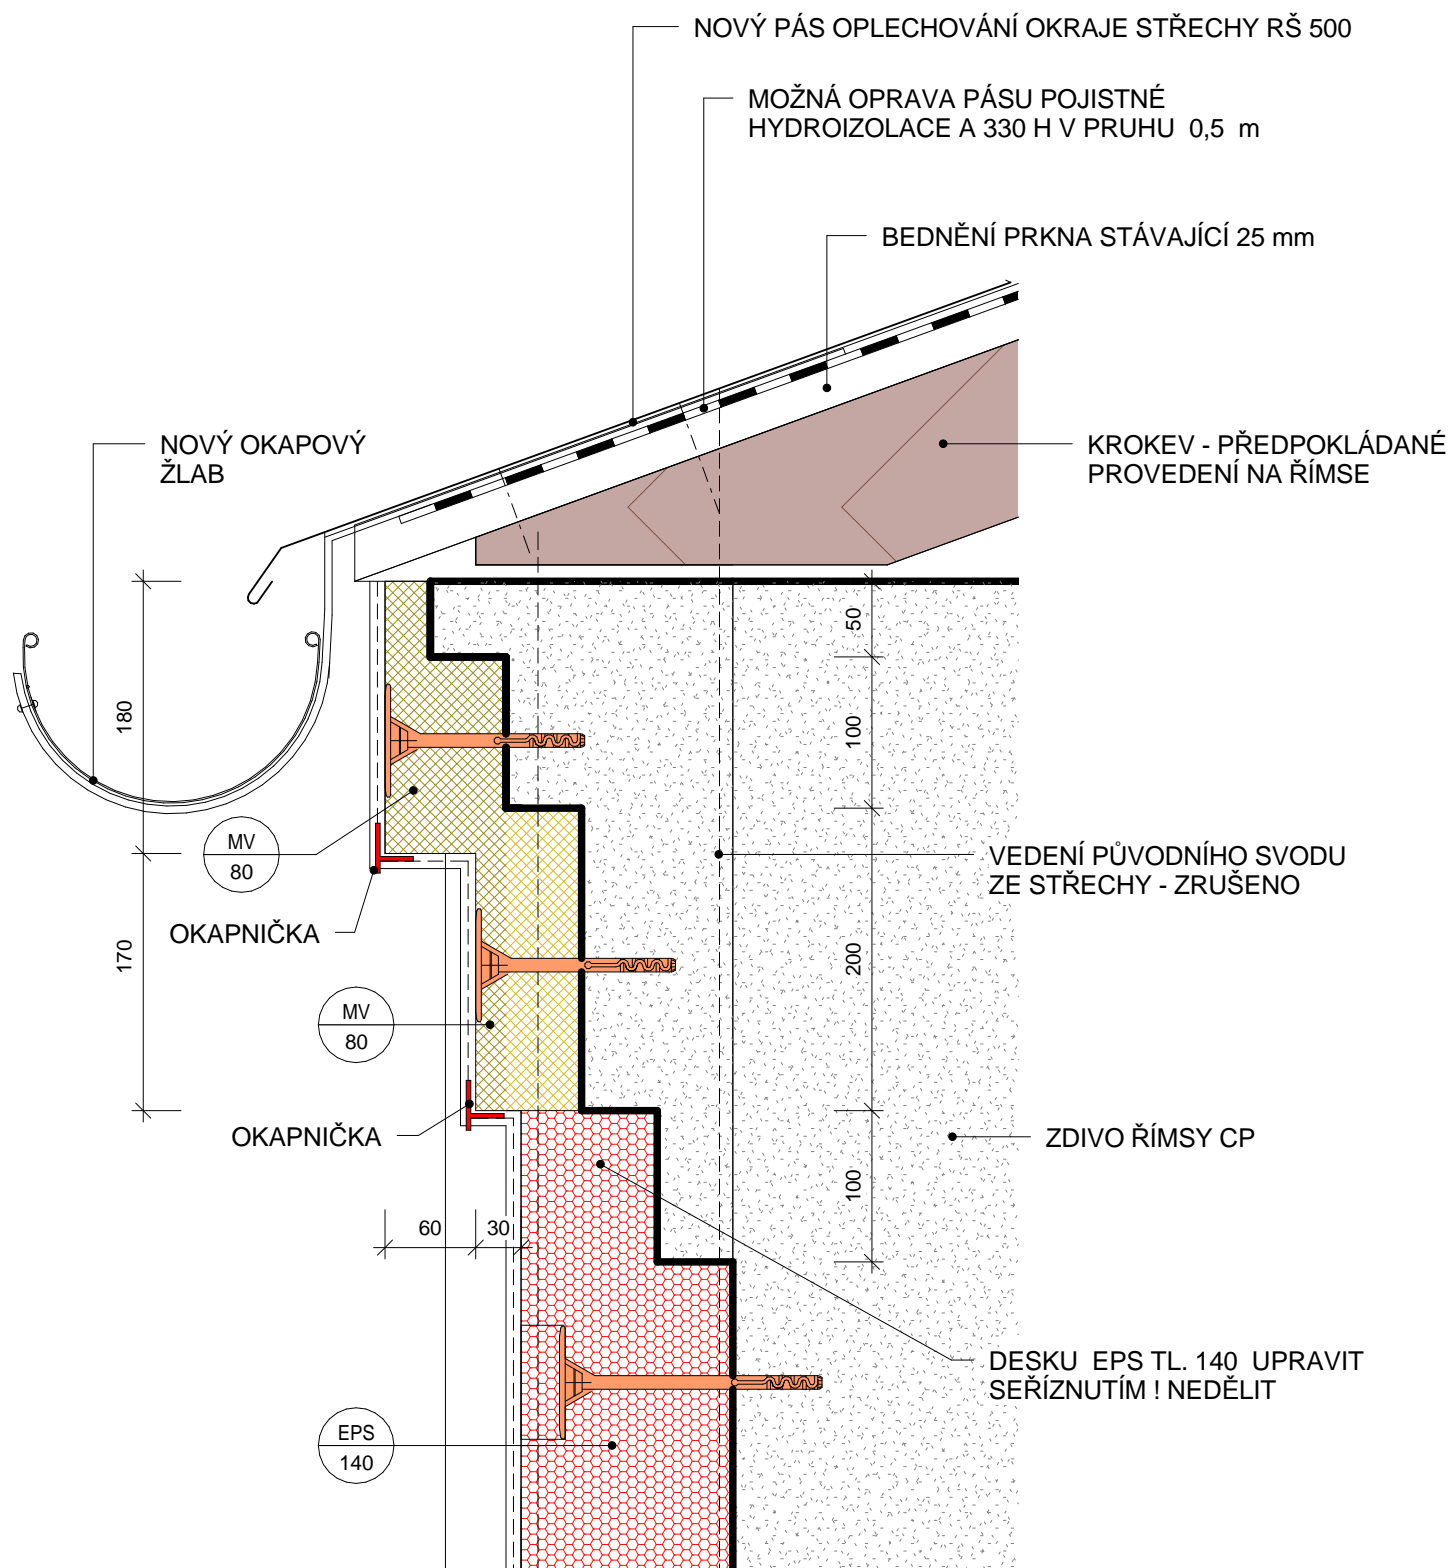 NOVÝ PÁS OPLECHOVÁNÍ OKRAJE STŘECHY RŠ 500
MOŽNÁ OPRAVA PÁSU POJISTNÉ
HYDROIZOLACE A 330 H V PRUHU 0,5 m
BEDNĚNÍ PRKNA STÁVAJÍCÍ 25 mm
NOVÝ OKAPOVÝ
ŽLAB
KROKEV - PŘEDPOKLÁDANÉ
PROVEDENÍ NA ŘÍMSE
50
180
100
MV
80
VEDENÍ PŮVODNÍHO SVODU
ZE STŘECHY - ZRUŠENO
OKAPNIČKA
170
200
MV
80
OKAPNIČKA
ZDIVO ŘÍMSY CP
100
60
30
DESKU EPS TL. 140 UPRAVIT
SEŘÍZNUTÍM ! NEDĚLIT
EPS
140